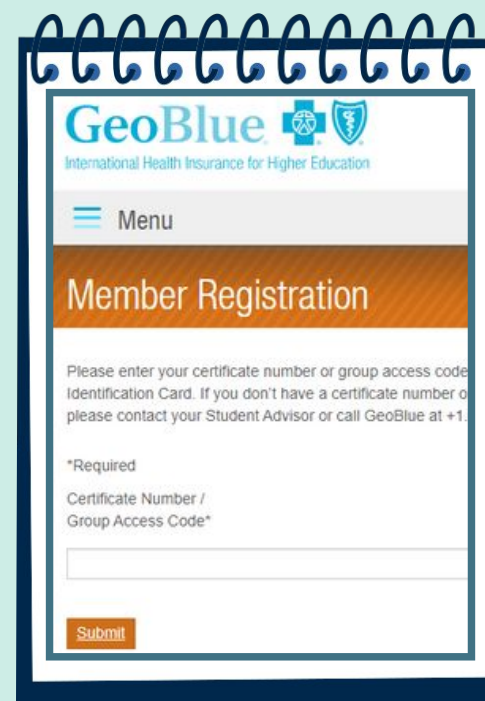 GeoBlue
International Health Insurance for Higher Education
Menu
Member Registration
Please enter your certificate number or group access code
Identification Card. If you don't have a certificate number o
please contact your Student Advisor or call GeoBlue at +1.
*Required
Certificate Number /
Group Access Code*
Submit